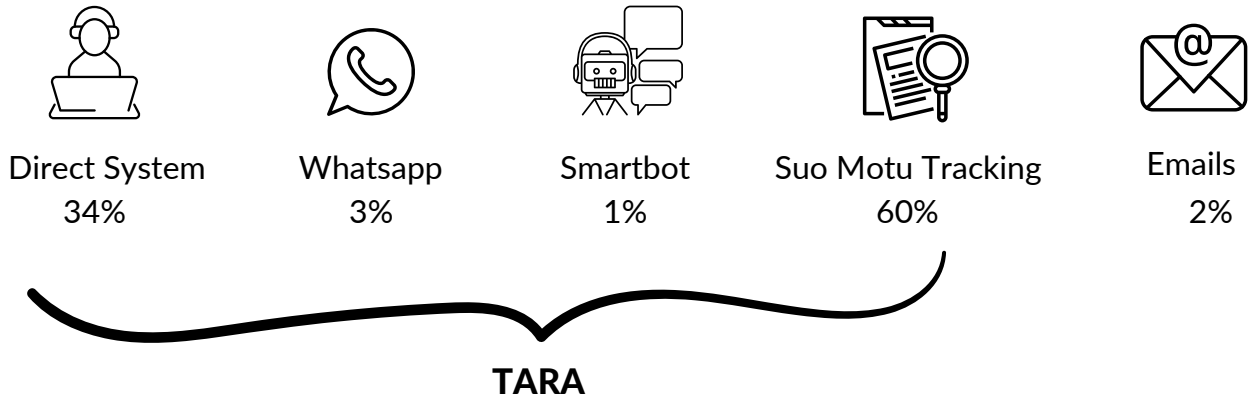 @
Direct System
34%
Whatsapp
3%
Smartbot
1%
Suo Motu Tracking
60%
Emails
2%
TARA